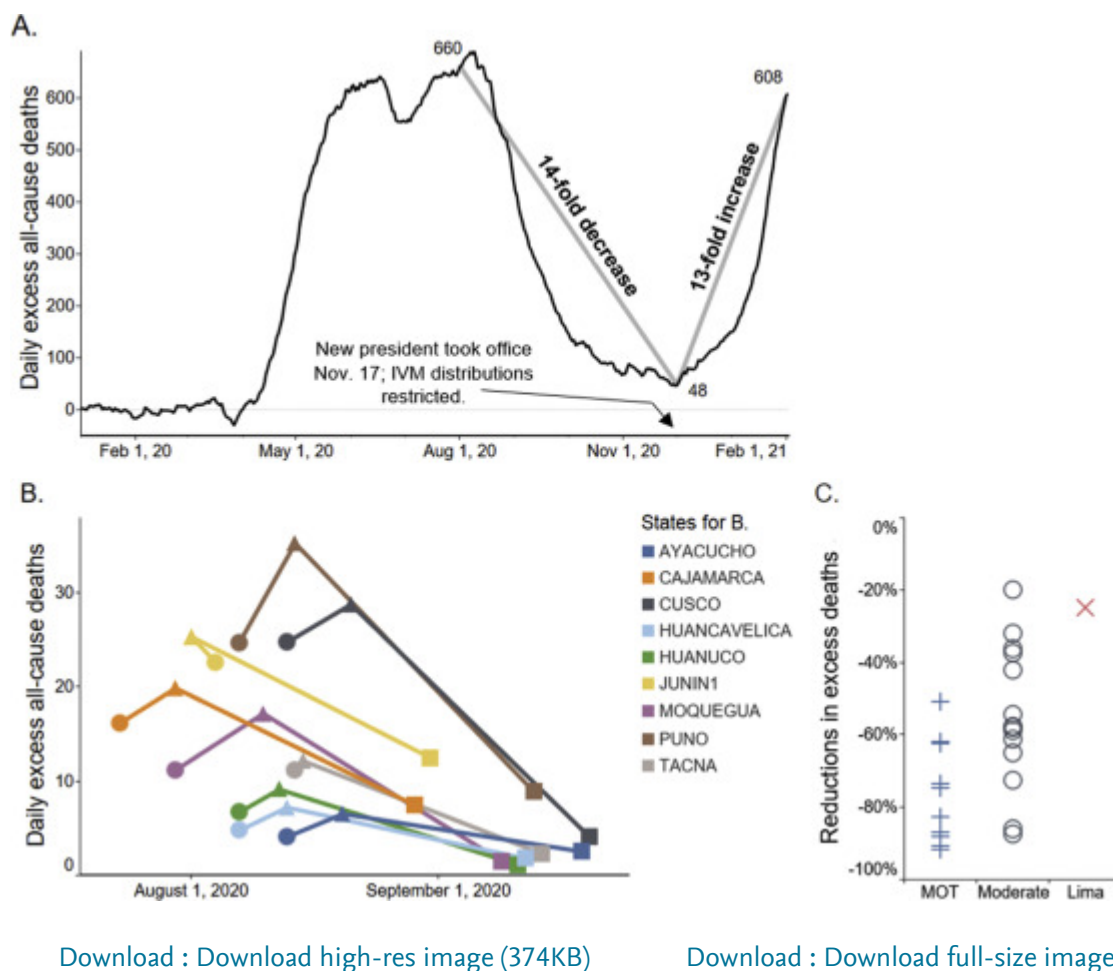 A.
Daily excess all-cause deaths
600
500
400
300
200
100
0
660
608
48
14-fold decrease
13-fold increase
New president took office
Nov. 17; IVM distributions
restricted.
Feb 1, 20
May 1, 20
Aug 1, 20
Nov 1, 20
Feb 1, 21
B.
Daily excess all-cause deaths
30
20
10
0
August 1, 2020
September 1, 2020
States for B.
AYACUCHO
CAJAMARCA
CUSCO
HUANCAVELICA
HUANUCO
JUNIN1
MOQUEGUA
PUNO
TACNA
C.
Reductions in excess deaths
0%
-20%
-40%
-60%
-80%
-100%
MOT
Moderate
Lima
Download : Download high-res image (374KB)
Download : Download full-size image